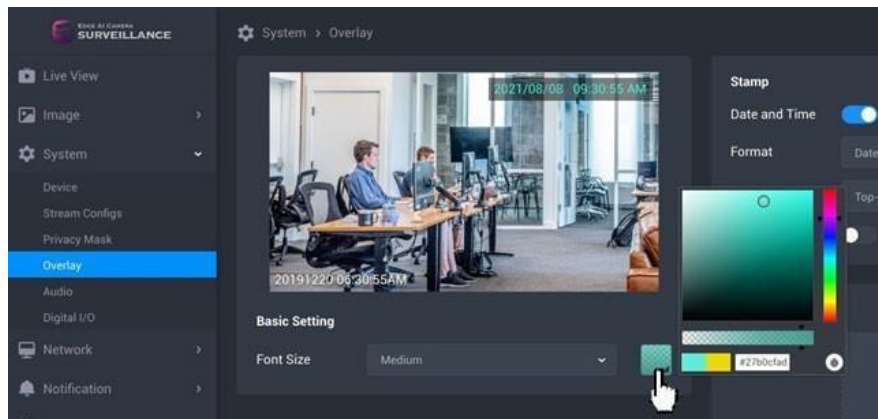 EDGE AI CAMERA
SURVEILLANCE
System › Overlay
Live View
Image
System
Device
Stream Configs
Privacy Mask
Overlay
Audio
Digital I/O
Network
Notification
2021/08/08 09:30:55 AM
20191220 06:30:55AM
Basic Setting
Font Size
Medium
Stamp
Date and Time
Format
Date
Top-
#27b0cfad